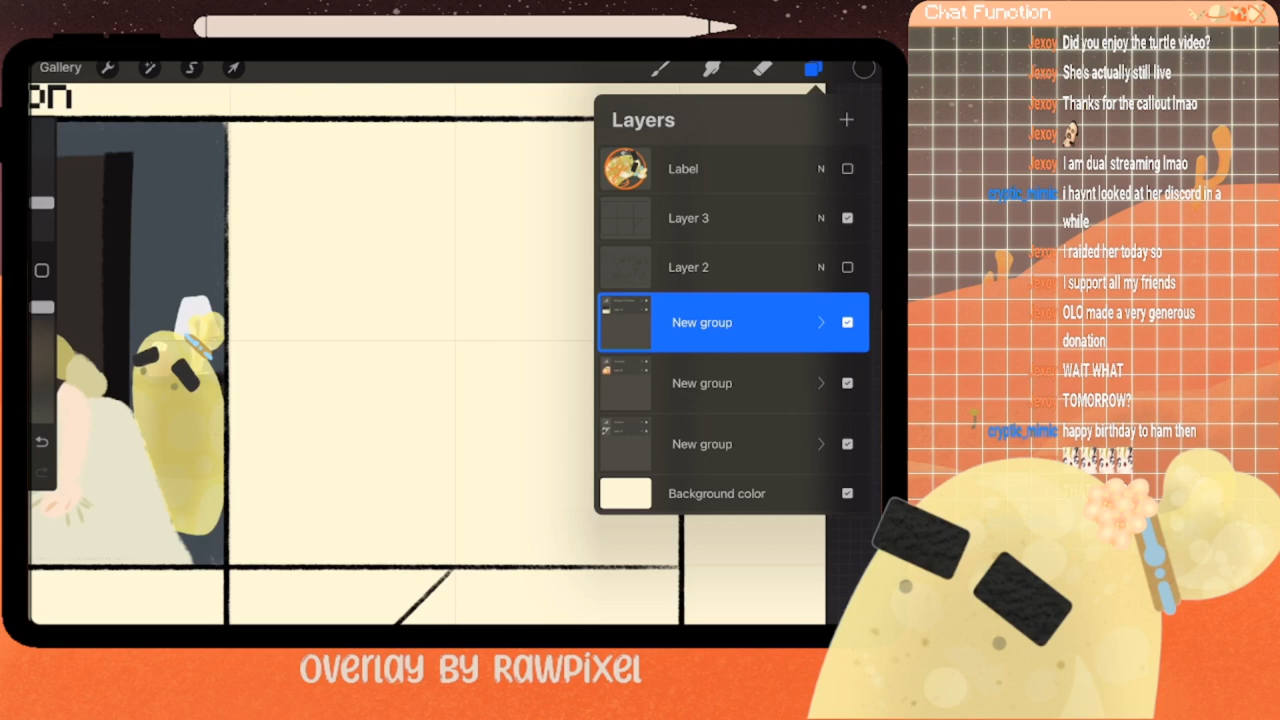 Chat Function
Gallery
on
Layers
Label N
Layer 3 N
Layer 2 N
New group
New group
New group
Background color
Jexoy Did you enjoy the turtle video?
Jexoy She's actually still live
Jexoy Thanks for the callout lmao
Jexoy
Jexoy I am dual streaming lmao
cryptic_mimic i havnt looked at her discord in a
while
Jexoy I raided her today so
Jexoy I support all my friends
Jexoy OLO made a very generous
donation
Jexoy WAIT WHAT
Jexoy TOMORROW?
cryptic_mimic happy birthday to ham then
Overlay by Rawpixel